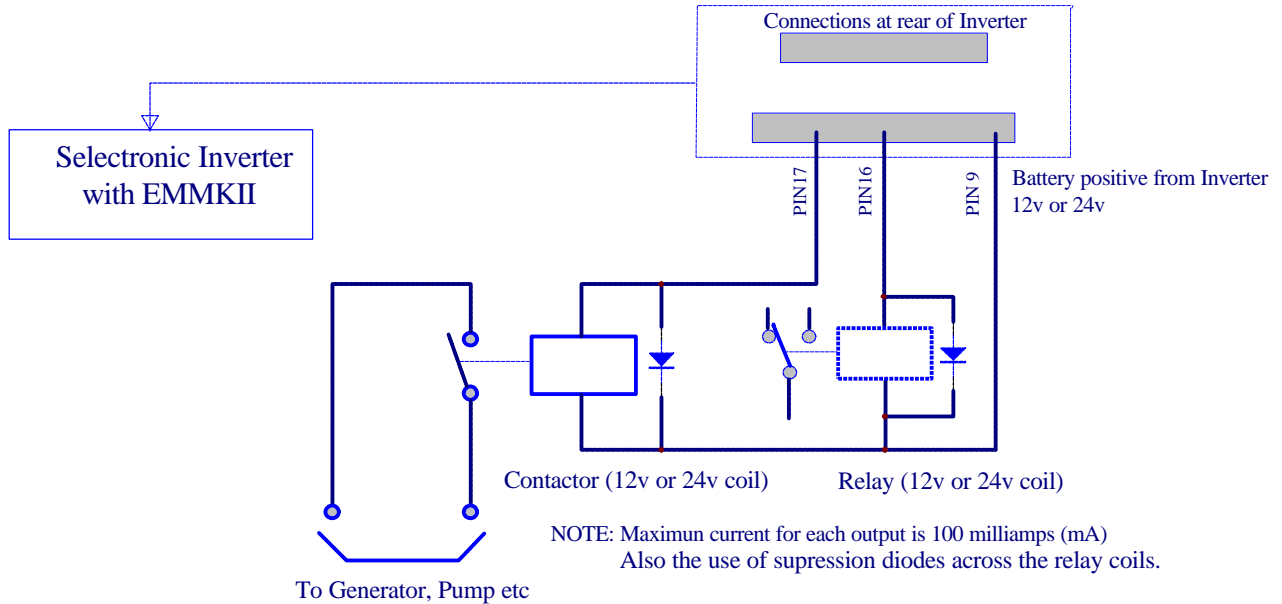 Connections at rear of Inverter
Selectronic Inverter
with EMMKII
PIN17
PIN16
PIN 9
Battery positive from Inverter
12v or 24v
Contactor (12v or 24v coil)
Relay (12v or 24v coil)
NOTE: Maximun current for each output is 100 milliamps (mA)
Also the use of supression diodes across the relay coils.
To Generator, Pump etc